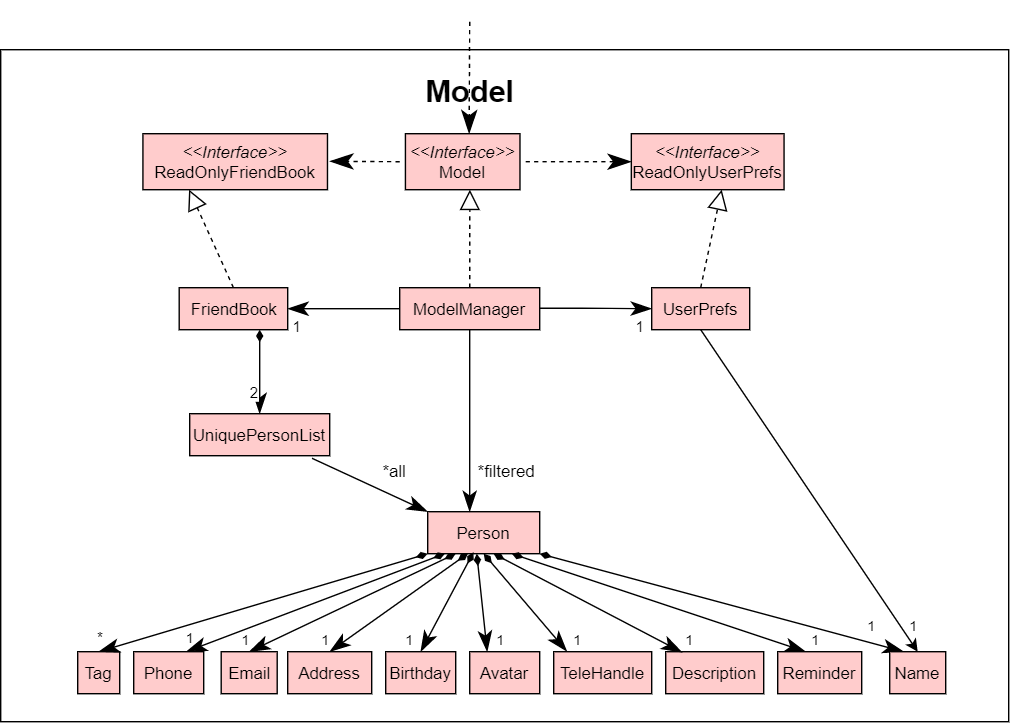 Model
<<Interface>>
ReadOnlyFriendBook
<<Interface>>
Model
<<Interface>>
ReadOnlyUserPrefs
FriendBook
ModelManager
UserPrefs
1
1
2
UniquePersonList
*all
*filtered
Person
*
1
1
1
1
1
1
1
1
1
1
Tag
Phone
Email
Address
Birthday
Avatar
TeleHandle
Description
Reminder
Name